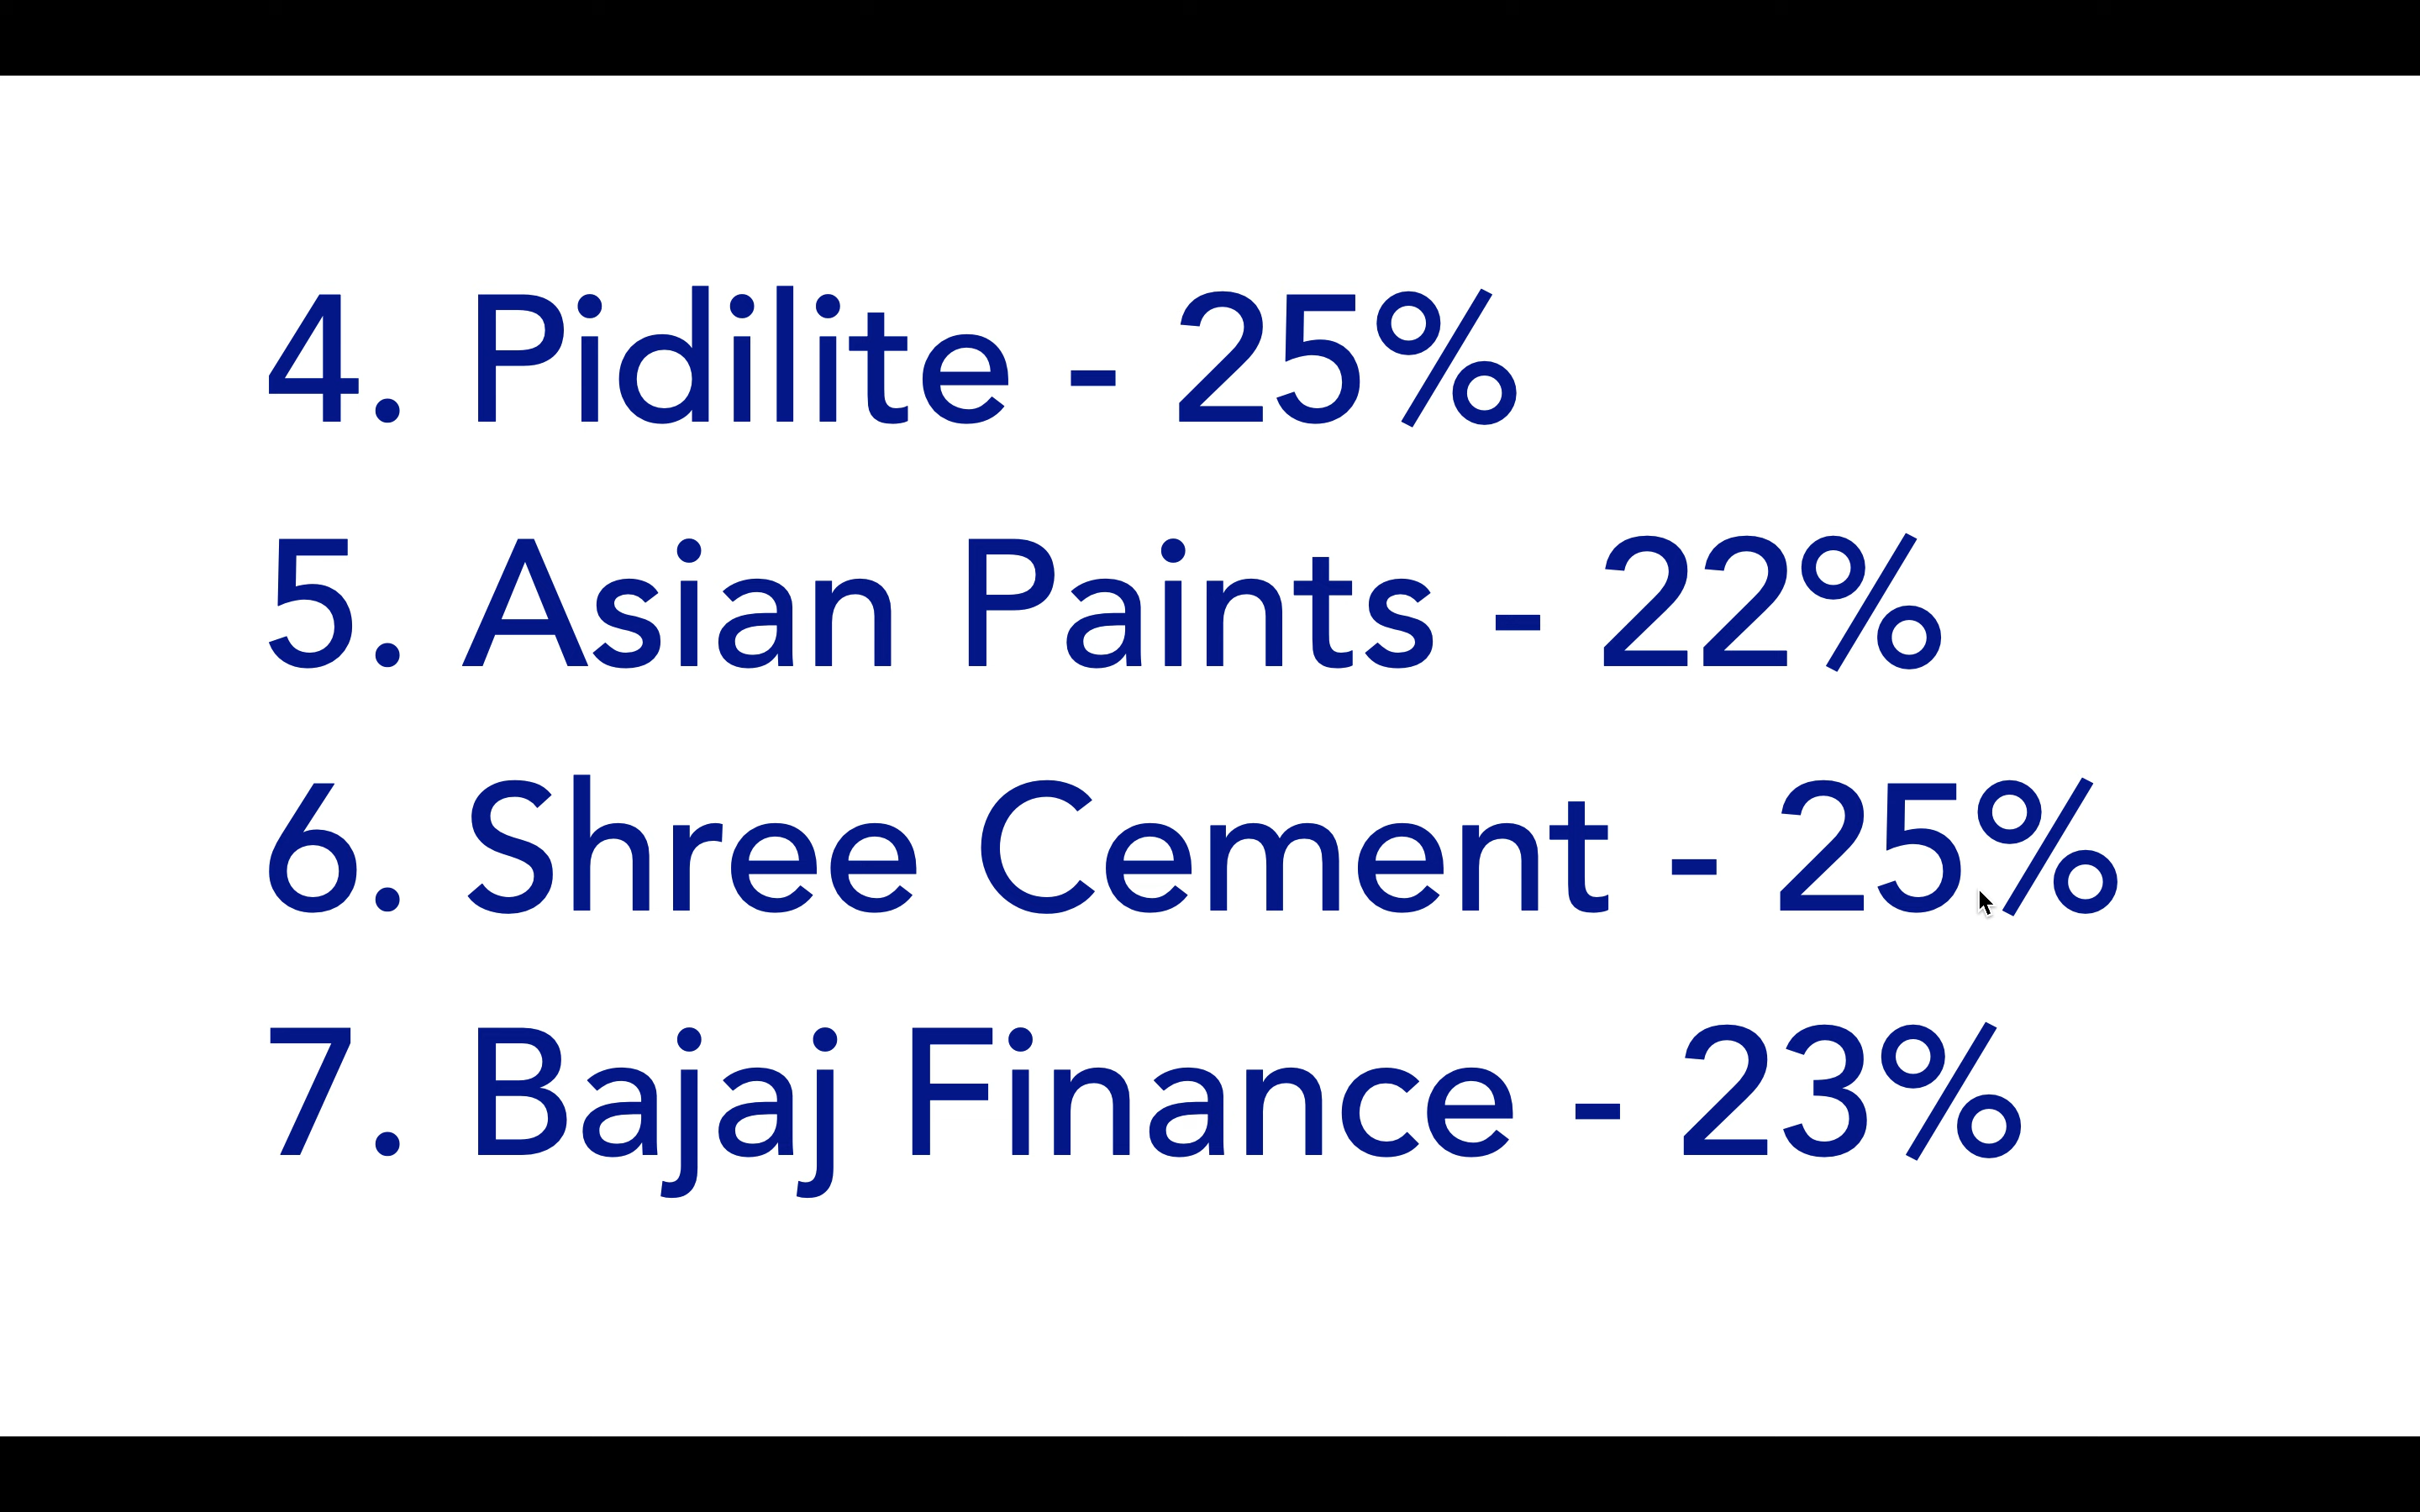 4. Pidilite - 25%
5. Asian Paints - 22%
6. Shree Cement - 25%
7. Bajaj Finance - 23%